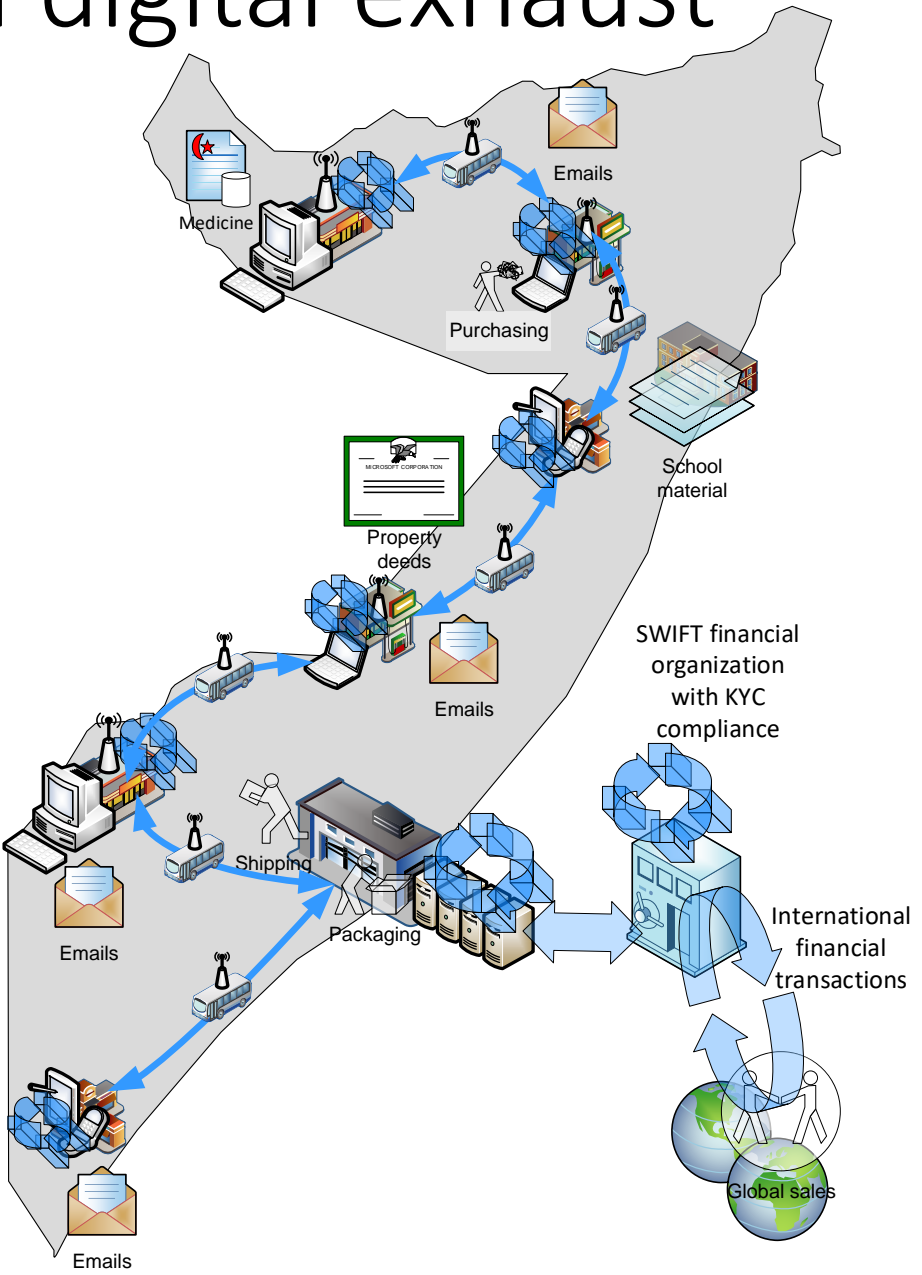 digital exhaust
Emails
Medicine
Purchasing
School
material
MICROSOFT CORPORATION
Property
deeds
SWIFT financial
organization
with KYC
compliance
Emails
Shipping
Packaging
International
financial
transactions
Emails
Global sales
Emails